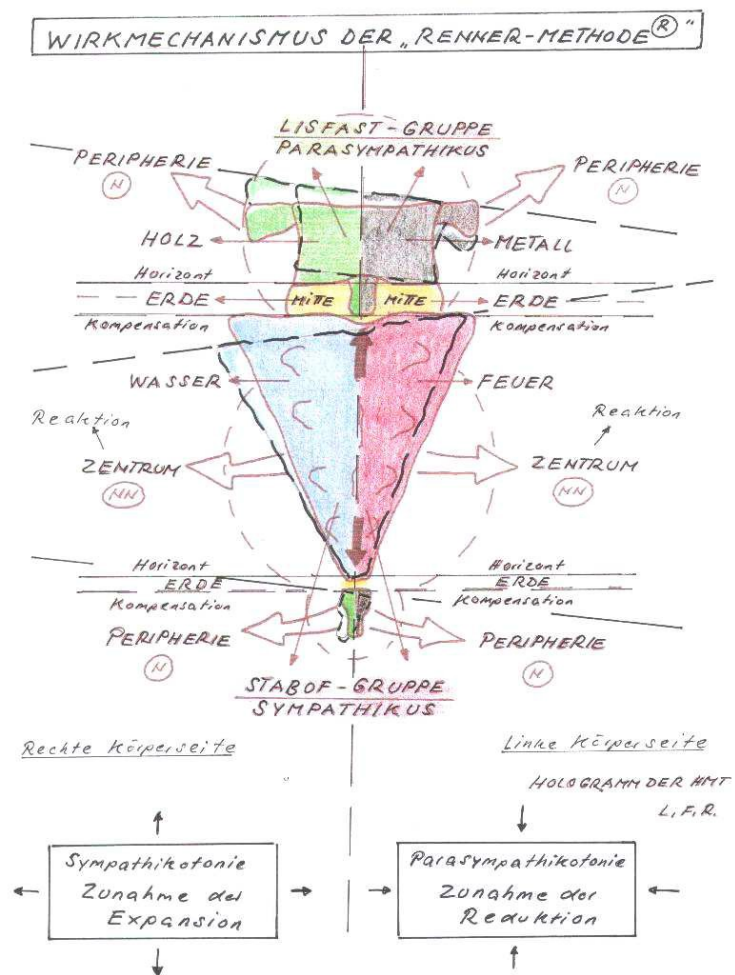 WIRKMECHANISMUS DER „RENNER-METHODE®"
LISFAST-GRUPPE
PARASYMPATHIKUS
PERIPHERIE
N
PERIPHERIE
N
HOLZ
METALL
Horizont
Horizont
ERDE
MITTE
MITTE
ERDE
Kompensation
Kompensation
WASSER
FEUER
Reaktion
Reaktion
ZENTRUM
NN
ZENTRUM
NN
Horizont
Horizont
ERDE
ERDE
Kompensation
Kompensation
PERIPHERIE
N
PERIPHERIE
N
STABOF-GRUPPE
SYMPATHIKUS
Rechte Körperseite
Linke Körperseite
HOLOGRAMM DER HMT
L.F.R.
Sympathikotonie
Zunahme der
Expansion
Parasympathikotonie
Zunahme der
Reduktion